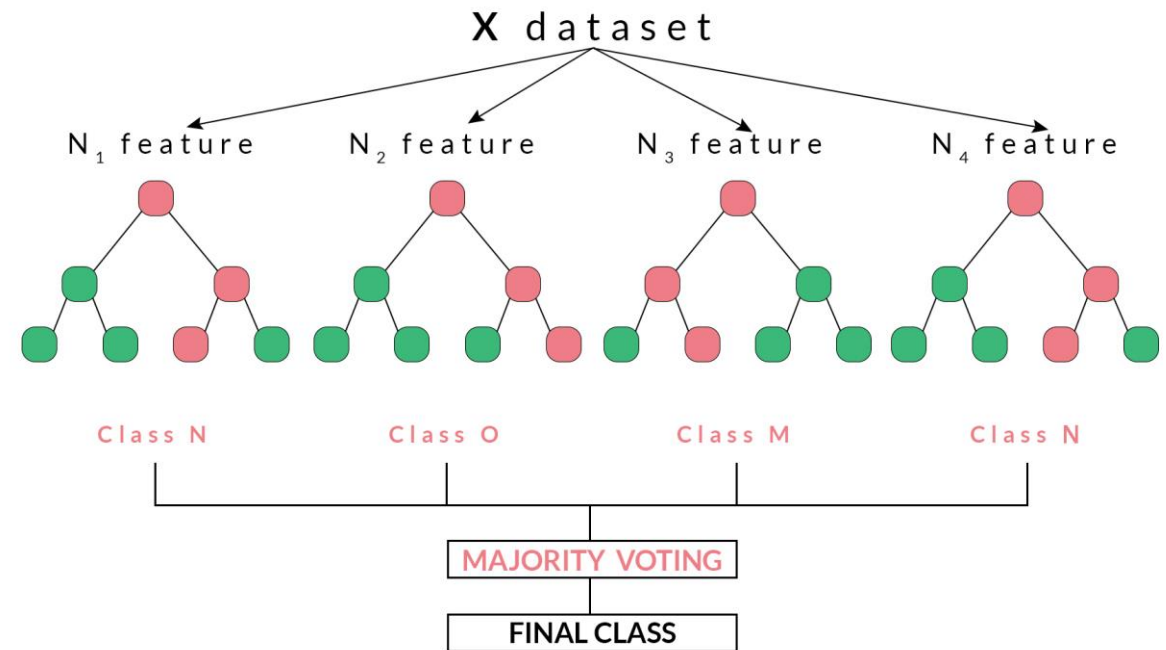 X dataset
N₁ feature N₂ feature N₃ feature N₄ feature
Class N Class O Class M Class N
MAJORITY VOTING
FINAL CLASS